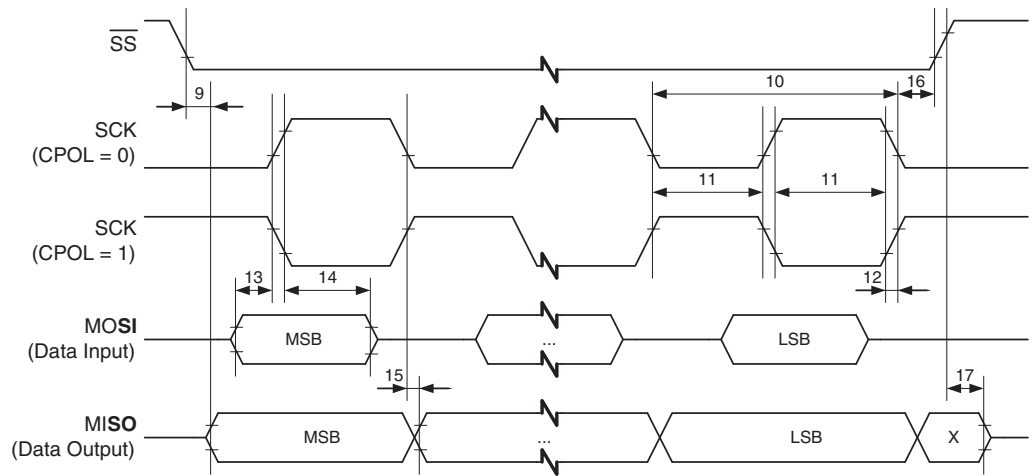 SS
10
16
9
SCK
(CPOL = 0)
11
11
SCK
(CPOL = 1)
12
13
14
MOSI
(Data Input)
MSB
...
LSB
15
17
MISO
(Data Output)
MSB
...
LSB
X